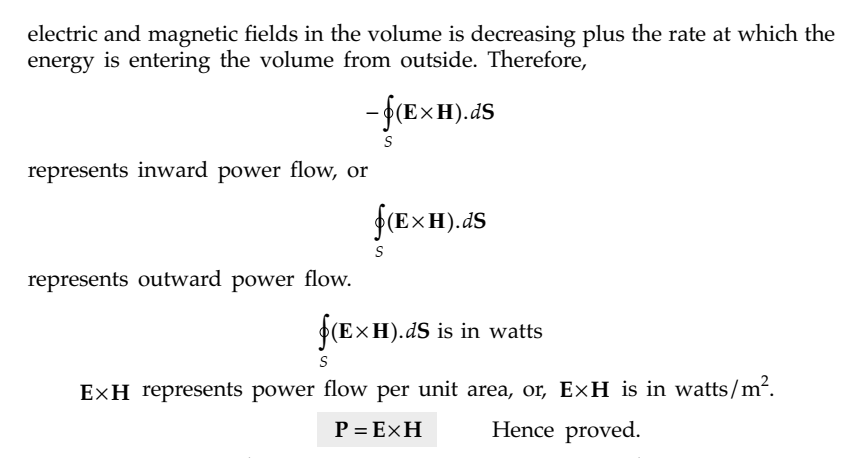 electric and magnetic fields in the volume is decreasing plus the rate at which the
energy is entering the volume from outside. Therefore,
−∮(E×H).dS
S
represents inward power flow, or
∮(E×H).dS
S
represents outward power flow.
∮(E×H).dS is in watts
S
E×H represents power flow per unit area, or, E×H is in watts/m².
P = E×H Hence proved.